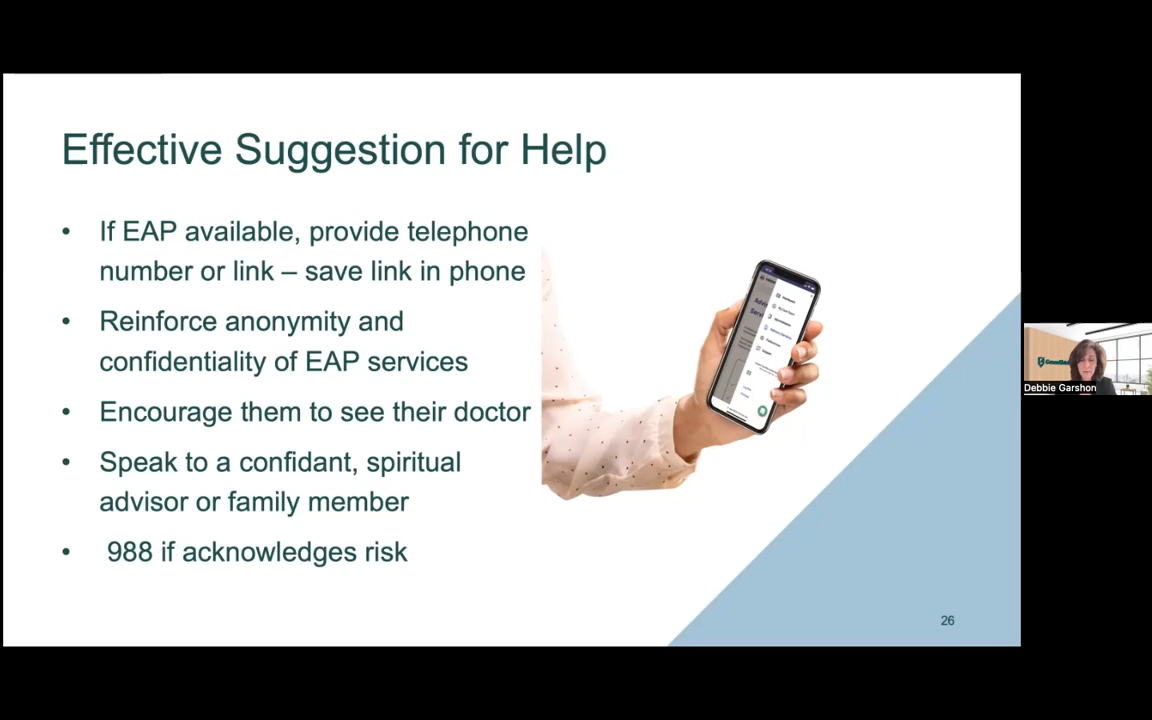 Effective Suggestion for Help
• If EAP available, provide telephone
number or link – save link in phone
• Reinforce anonymity and
confidentiality of EAP services
• Encourage them to see their doctor
• Speak to a confidant, spiritual
advisor or family member
• 988 if acknowledges risk
26
Debbie Garshon